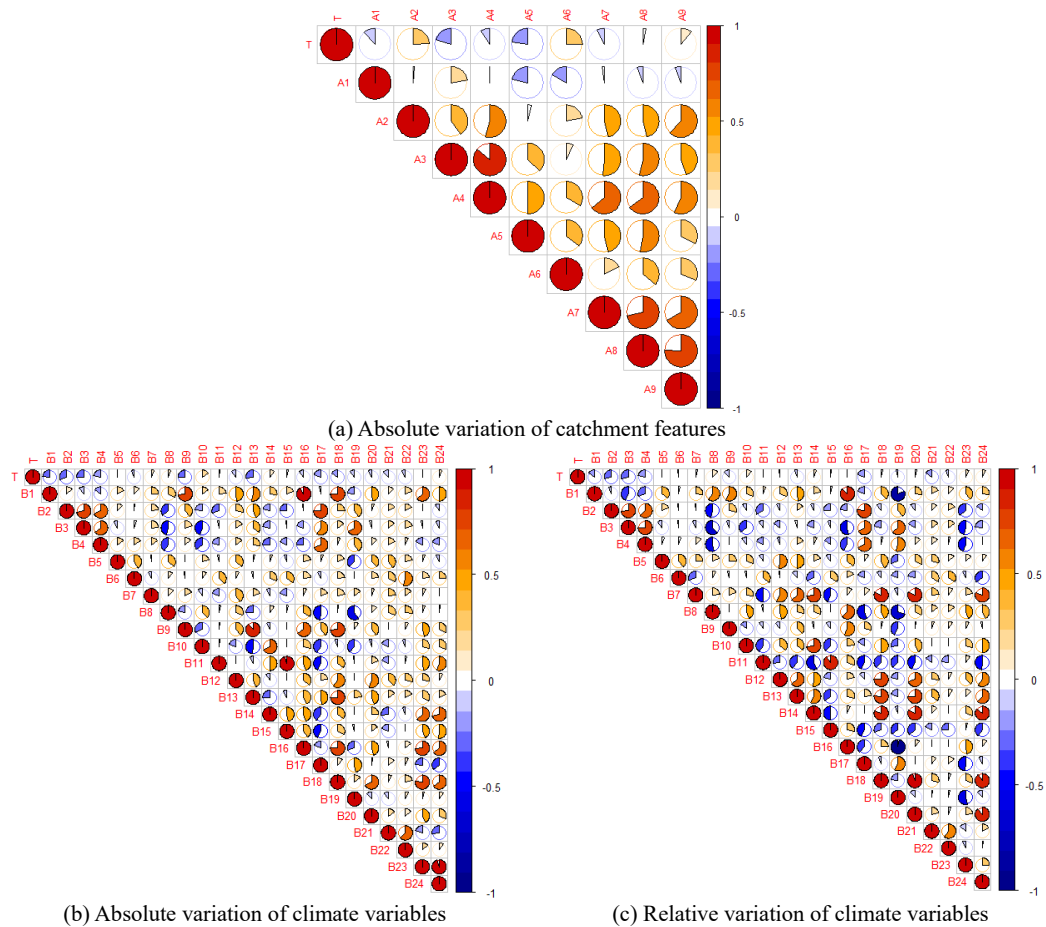 T A1 A2 A3 A4 A5 A6 A7 A8 A9
T
A1
A2
A3
A4
A5
A6
A7
A8
A9
1
0.5
0
-0.5
-1
(a) Absolute variation of catchment features
T B1 B2 B3 B4 B5 B6 B7 B8 B9 B10 B11 B12 B13 B14 B15 B16 B17 B18 B19 B20 B21 B22 B23 B24
T
B1
B2
B3
B4
B5
B6
B7
B8
B9
B10
B11
B12
B13
B14
B15
B16
B17
B18
B19
B20
B21
B22
B23
B24
1
0.5
0
-0.5
-1
(b) Absolute variation of climate variables
T B1 B2 B3 B4 B5 B6 B7 B8 B9 B10 B11 B12 B13 B14 B15 B16 B17 B18 B19 B20 B21 B22 B23 B24
T
B1
B2
B3
B4
B5
B6
B7
B8
B9
B10
B11
B12
B13
B14
B15
B16
B17
B18
B19
B20
B21
B22
B23
B24
1
0.5
0
-0.5
-1
(c) Relative variation of climate variables